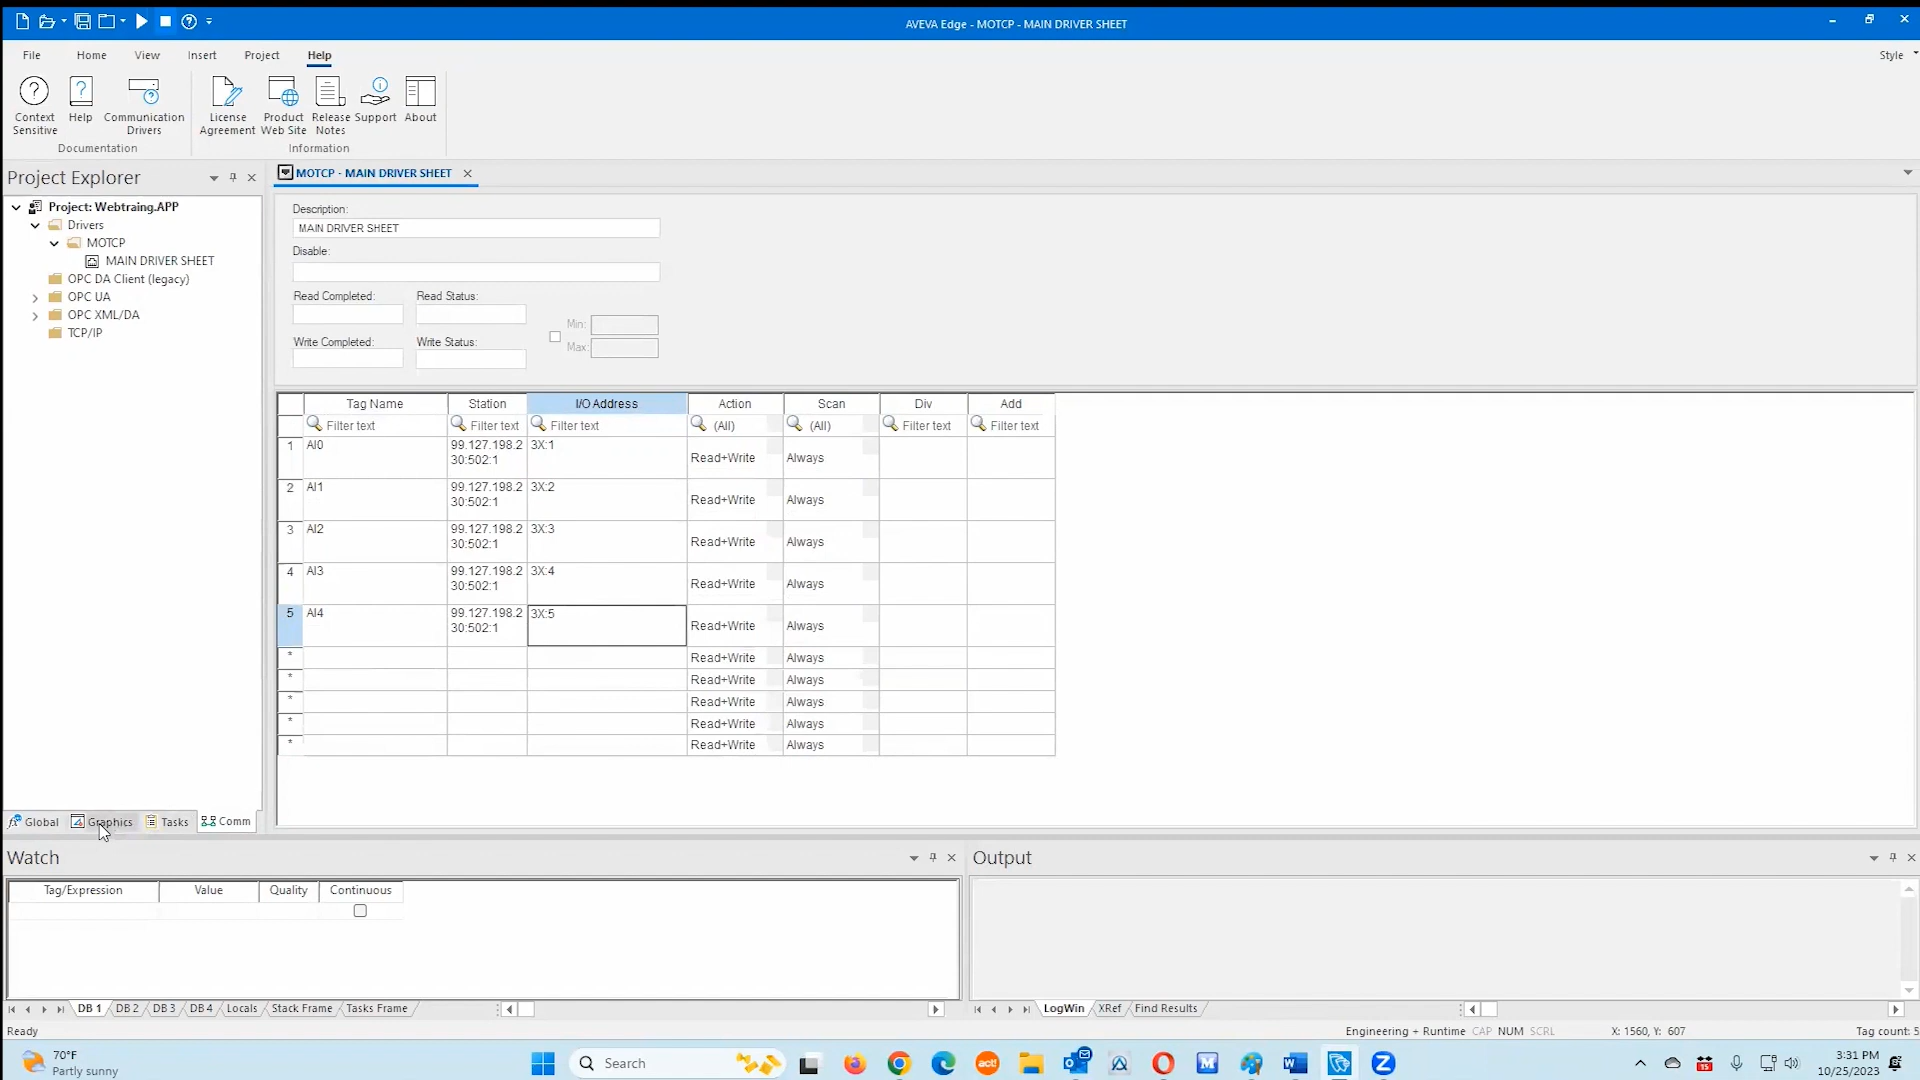 AVEVA Edge - MOTCP - MAIN DRIVER SHEET
File Home View Insert Project Help Style
Context Sensitive
Help
Communication Drivers
License Agreement
Product Web Site
Release Notes
Support
About
Documentation
Information
Project Explorer
Project: Webtraing.APP
Drivers
MOTCP
MAIN DRIVER SHEET
OPC DA Client (legacy)
OPC UA
OPC XML/DA
TCP/IP
Global Graphics Tasks Comm
MOTCP - MAIN DRIVER SHEET
Description:
MAIN DRIVER SHEET
Disable:
Read Completed: Read Status:
Min:
Write Completed: Write Status:
Max:
Tag Name Station I/O Address Action Scan Div Add
Filter text Filter text Filter text (All) (All) Filter text Filter text
1 AI0 99.127.198.230:502:1 3X:1 Read+Write Always
2 AI1 99.127.198.230:502:1 3X:2 Read+Write Always
3 AI2 99.127.198.230:502:1 3X:3 Read+Write Always
4 AI3 99.127.198.230:502:1 3X:4 Read+Write Always
5 AI4 99.127.198.230:502:1 3X:5 Read+Write Always
* Read+Write Always
* Read+Write Always
* Read+Write Always
* Read+Write Always
* Read+Write Always
Watch
Tag/Expression Value Quality Continuous
DB 1 DB 2 DB 3 DB 4 Locals Stack Frame Tasks Frame
Output
LogWin XRef Find Results
Ready
Engineering + Runtime CAP NUM SCRL X: 1560, Y: 607 Tag count: 5
70°F
Partly sunny
Search
act!
M
W
Z
15
3:31 PM
10/25/2023